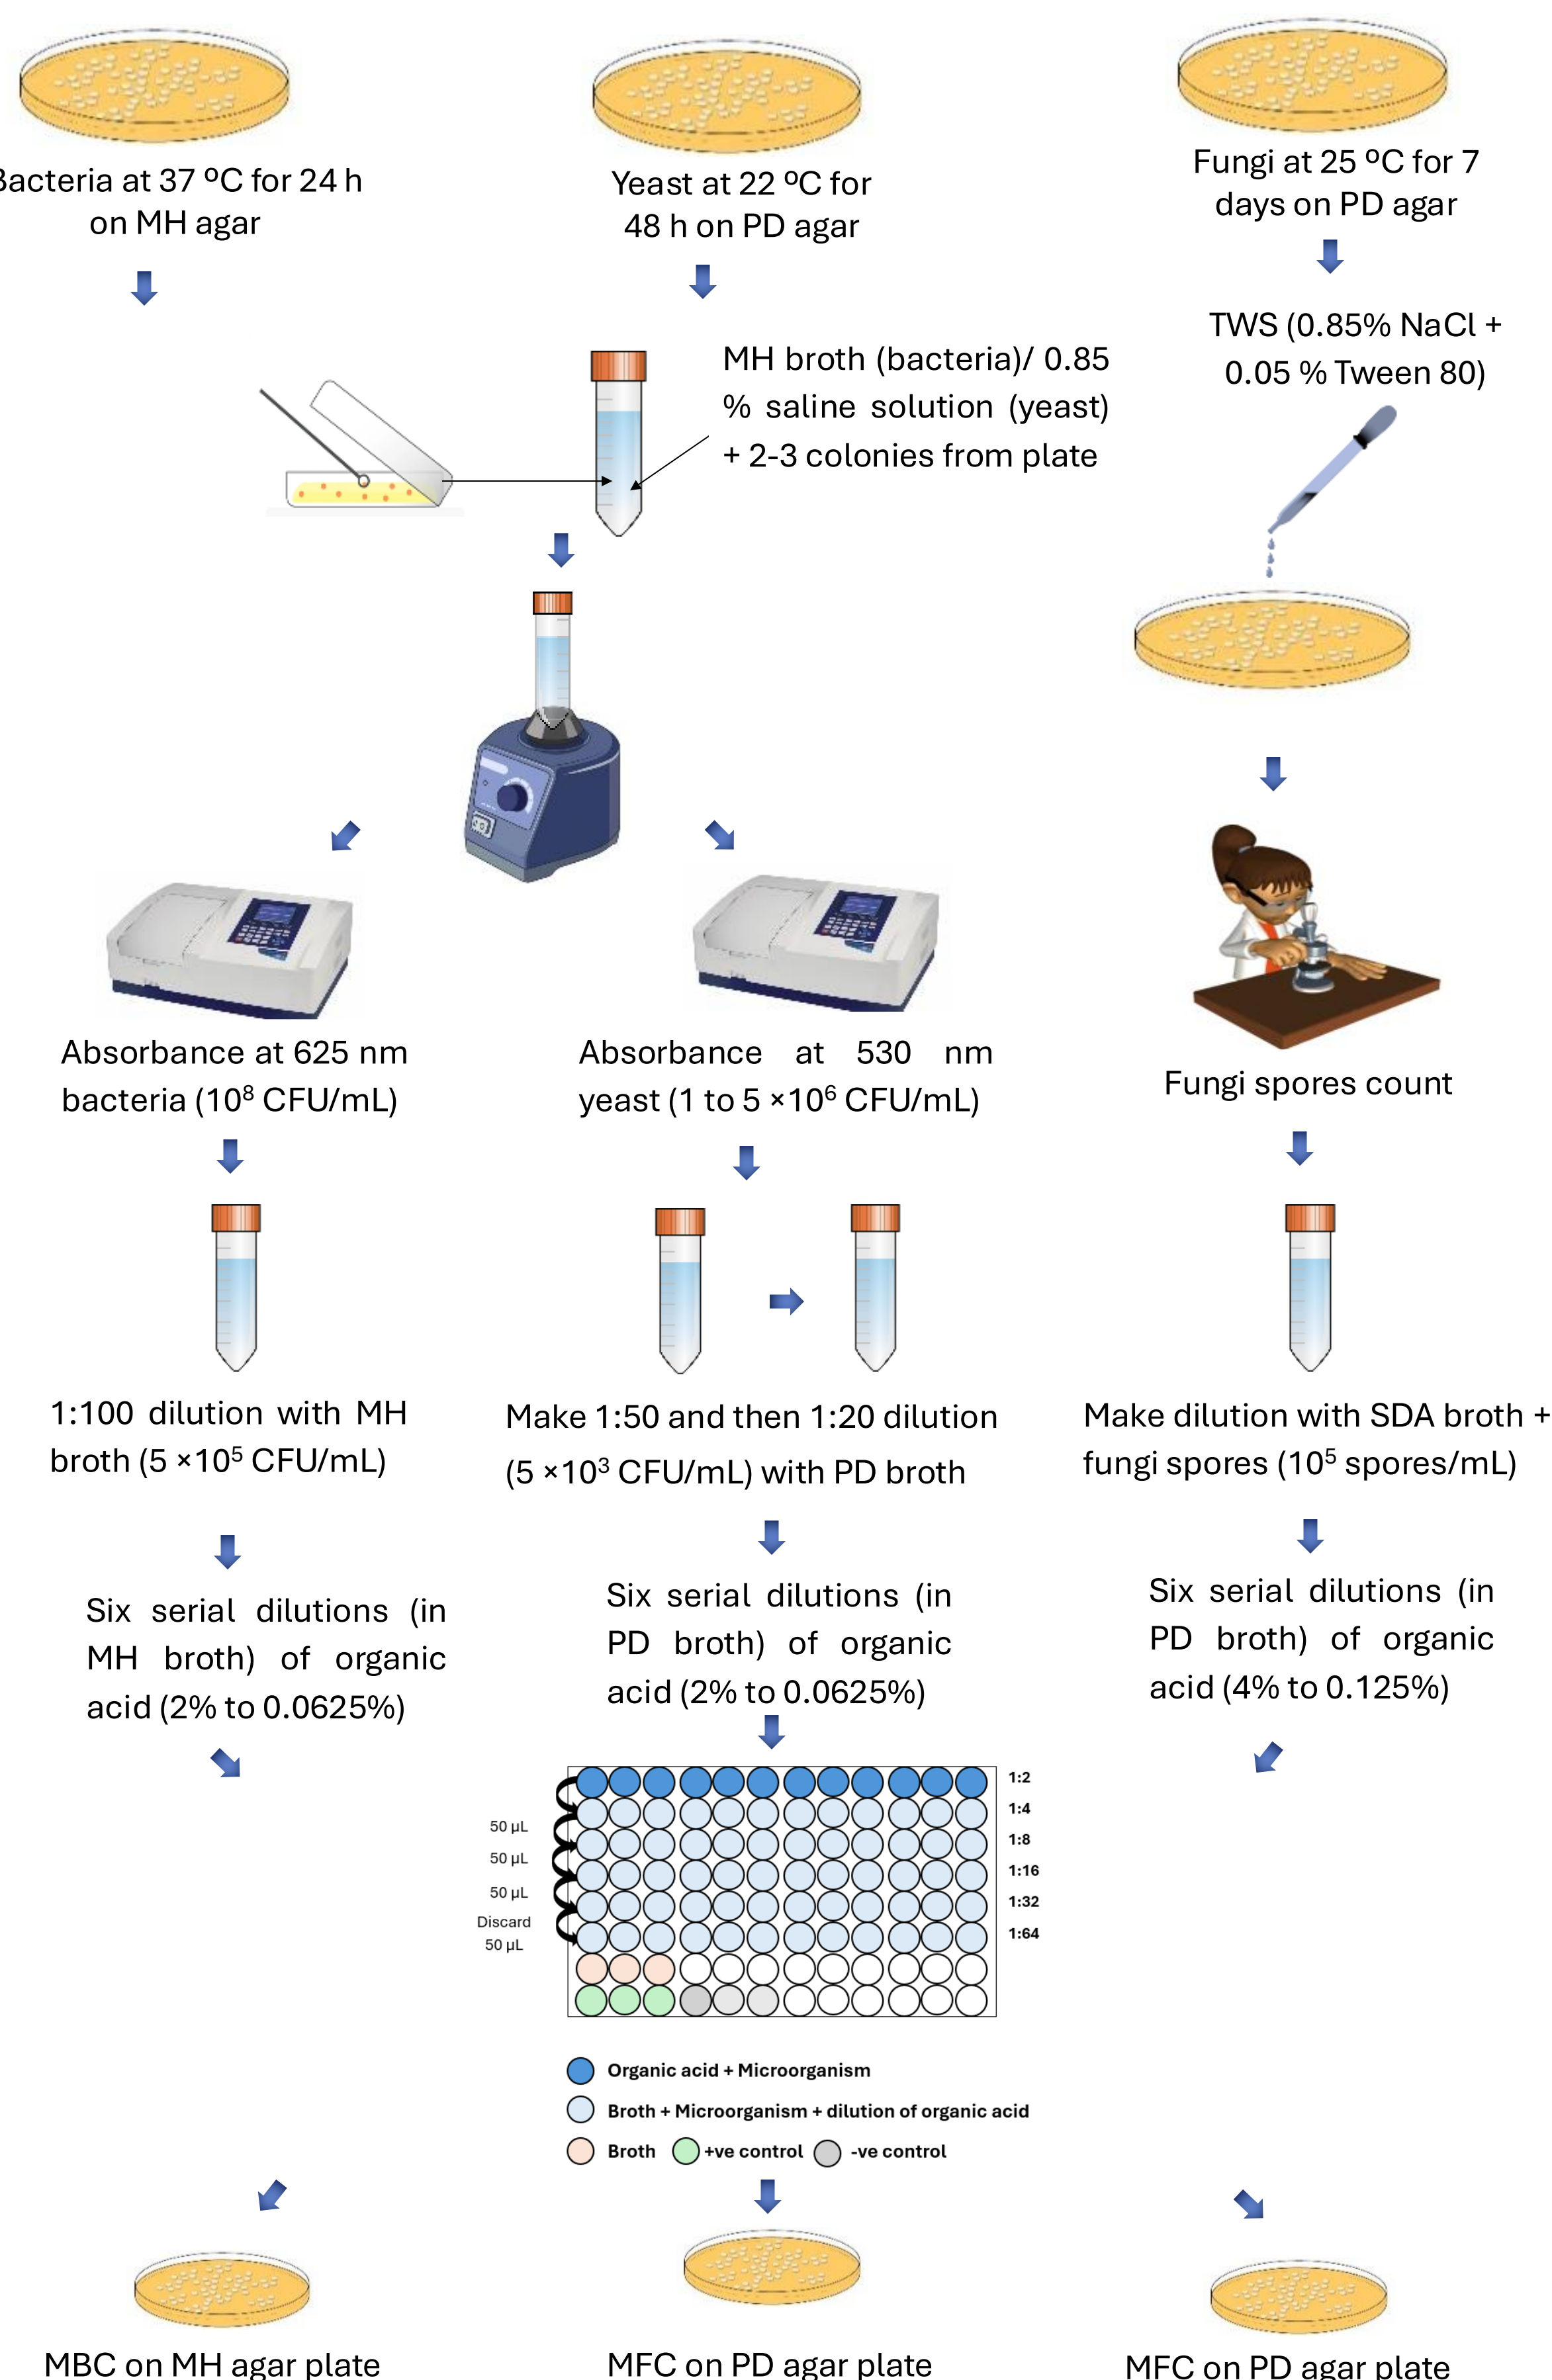 Bacteria at 37 ºC for 24 h
on MH agar
Yeast at 22 ºC for
48 h on PD agar
Fungi at 25 ºC for 7
days on PD agar
TWS (0.85% NaCl +
0.05 % Tween 80)
MH broth (bacteria)/ 0.85
% saline solution (yeast)
+ 2-3 colonies from plate
Absorbance at 625 nm
bacteria (10⁸ CFU/mL)
Absorbance at 530 nm
yeast (1 to 5 ×10⁶ CFU/mL)
Fungi spores count
1:100 dilution with MH
broth (5 ×10⁵ CFU/mL)
Make 1:50 and then 1:20 dilution
(5 ×10³ CFU/mL) with PD broth
Make dilution with SDA broth +
fungi spores (10⁵ spores/mL)
Six serial dilutions (in
MH broth) of organic
acid (2% to 0.0625%)
Six serial dilutions (in
PD broth) of organic
acid (2% to 0.0625%)
Six serial dilutions (in
PD broth) of organic
acid (4% to 0.125%)
1:2
1:4
1:8
1:16
1:32
1:64
50 µL
50 µL
50 µL
Discard
50 µL
Organic acid + Microorganism
Broth + Microorganism + dilution of organic acid
Broth +ve control -ve control
MBC on MH agar plate
MFC on PD agar plate
MFC on PD agar plate